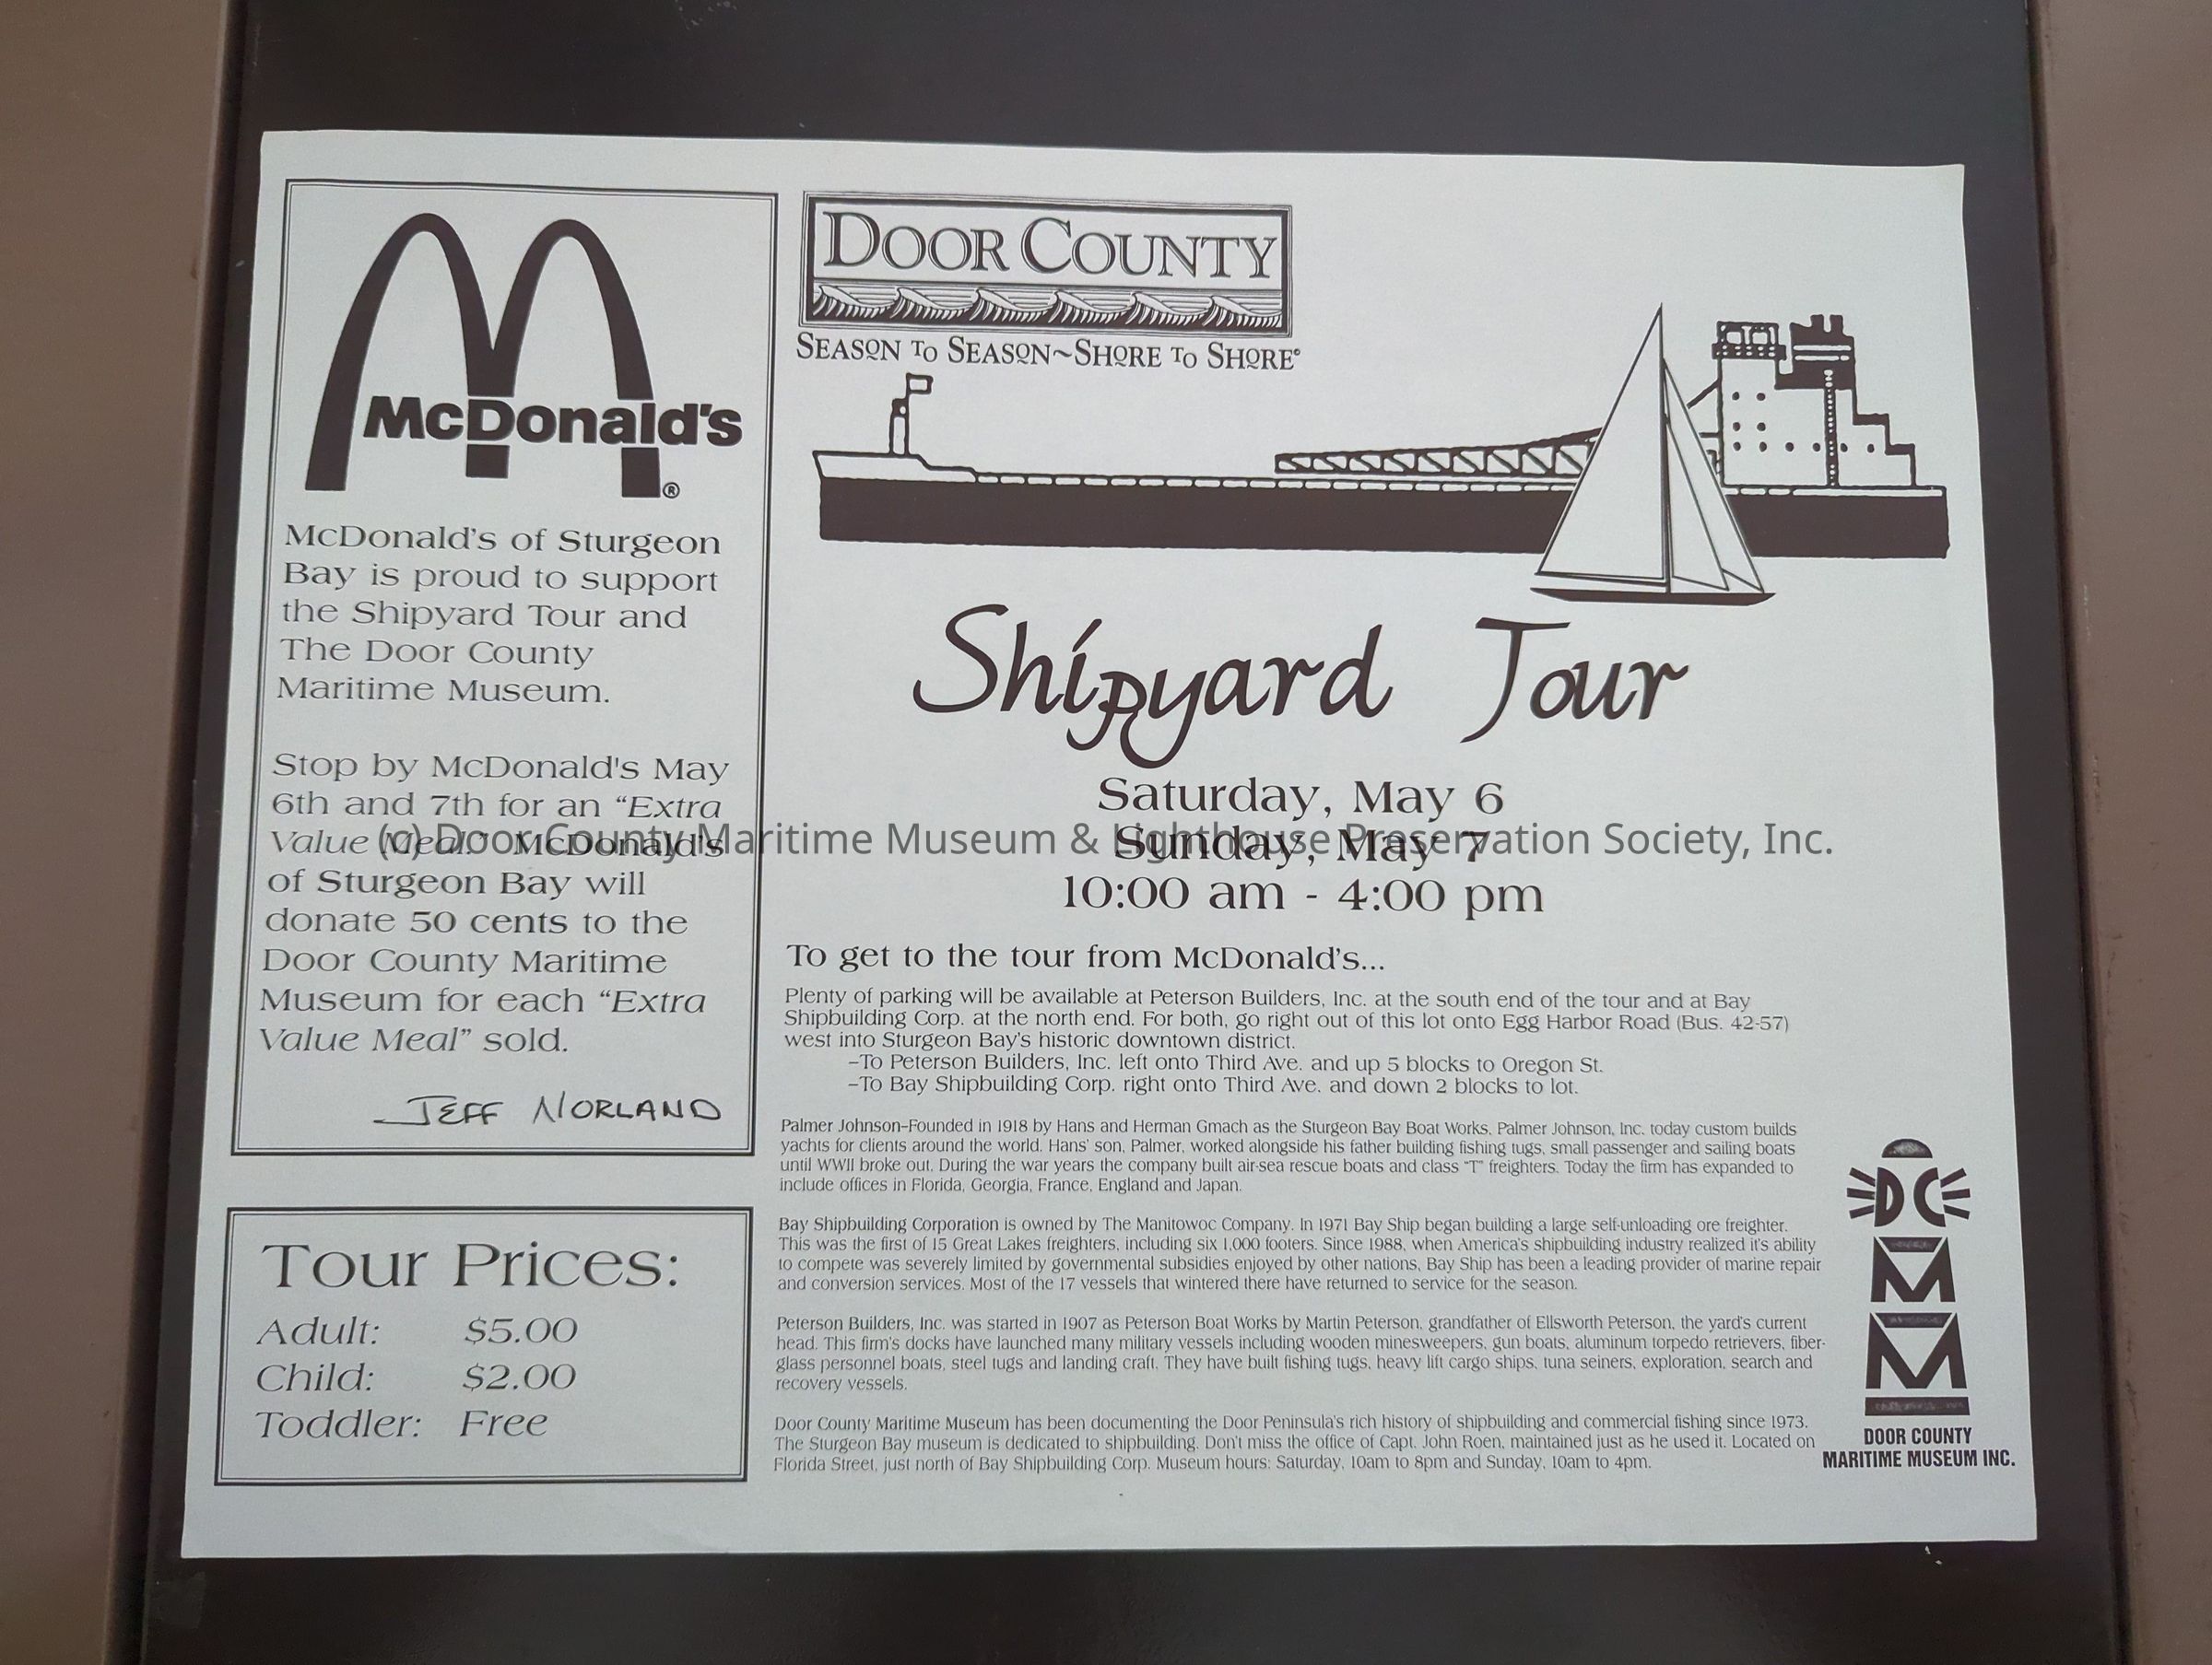 McDonald's
®
McDonald's of Sturgeon
Bay is proud to support
the Shipyard Tour and
The Door County
Maritime Museum.
Stop by McDonald's May
6th and 7th for an “Extra
Value Meal.” McDonald's
of Sturgeon Bay will
donate 50 cents to the
Door County Maritime
Museum for each “Extra
Value Meal” sold.
JEFF NORLAND
Tour Prices:
Adult: $5.00
Child: $2.00
Toddler: Free
DOOR COUNTY
SEASON TO SEASON~SHORE TO SHORE®
Shipyard Tour
Saturday, May 6
Sunday, May 7
10:00 am - 4:00 pm
(c) Door County Maritime Museum & Lighthouse Preservation Society, Inc.
To get to the tour from McDonald's...
Plenty of parking will be available at Peterson Builders, Inc. at the south end of the tour and at Bay
Shipbuilding Corp. at the north end. For both, go right out of this lot onto Egg Harbor Road (Bus. 42-57)
west into Sturgeon Bay's historic downtown district.
–To Peterson Builders, Inc. left onto Third Ave. and up 5 blocks to Oregon St.
–To Bay Shipbuilding Corp. right onto Third Ave. and down 2 blocks to lot.
Palmer Johnson–Founded in 1918 by Hans and Herman Gmach as the Sturgeon Bay Boat Works, Palmer Johnson, Inc. today custom builds
yachts for clients around the world. Hans' son, Palmer, worked alongside his father building fishing tugs, small passenger and sailing boats
until WWII broke out. During the war years the company built air-sea rescue boats and class “T” freighters. Today the firm has expanded to
include offices in Florida, Georgia, France, England and Japan.
Bay Shipbuilding Corporation is owned by The Manitowoc Company. In 1971 Bay Ship began building a large self-unloading ore freighter.
This was the first of 15 Great Lakes freighters, including six 1,000 footers. Since 1988, when America's shipbuilding industry realized it's ability
to compete was severely limited by governmental subsidies enjoyed by other nations, Bay Ship has been a leading provider of marine repair
and conversion services. Most of the 17 vessels that wintered there have returned to service for the season.
Peterson Builders, Inc. was started in 1907 as Peterson Boat Works by Martin Peterson, grandfather of Ellsworth Peterson, the yard's current
head. This firm's docks have launched many military vessels including wooden minesweepers, gun boats, aluminum torpedo retrievers, fiber-
glass personnel boats, steel tugs and landing craft. They have built fishing tugs, heavy lift cargo ships, tuna seiners, exploration, search and
recovery vessels.
Door County Maritime Museum has been documenting the Door Peninsula's rich history of shipbuilding and commercial fishing since 1973.
The Sturgeon Bay museum is dedicated to shipbuilding. Don't miss the office of Capt. John Roen, maintained just as he used it. Located on
Florida Street, just north of Bay Shipbuilding Corp. Museum hours: Saturday, 10am to 8pm and Sunday, 10am to 4pm.
DC
M
M
DOOR COUNTY
MARITIME MUSEUM INC.